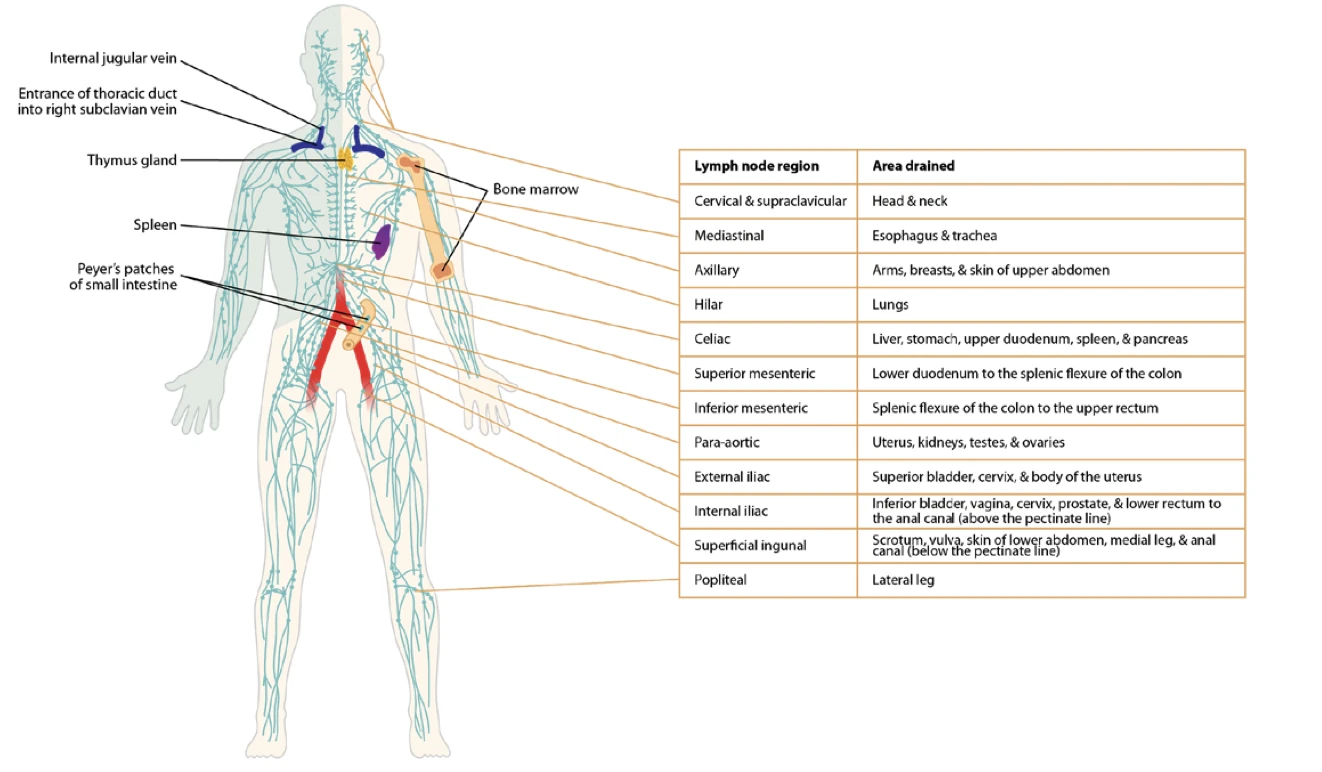 Internal jugular vein
Entrance of thoracic duct
into right subclavian vein
Thymus gland
Spleen
Peyer's patches
of small intestine
Bone marrow
Lymph node region
Area drained
Cervical & supraclavicular
Head & neck
Mediastinal
Esophagus & trachea
Axillary
Arms, breasts, & skin of upper abdomen
Hilar
Lungs
Celiac
Liver, stomach, upper duodenum, spleen, & pancreas
Superior mesenteric
Lower duodenum to the splenic flexure of the colon
Inferior mesenteric
Splenic flexure of the colon to the upper rectum
Para-aortic
Uterus, kidneys, testes, & ovaries
External iliac
Superior bladder, cervix, & body of the uterus
Internal iliac
Inferior bladder, vagina, cervix, prostate, & lower rectum to
the anal canal (above the pectinate line)
Superficial ingunal
Scrotum, vulva, skin of lower abdomen, medial leg, & anal
canal (below the pectinate line)
Popliteal
Lateral leg